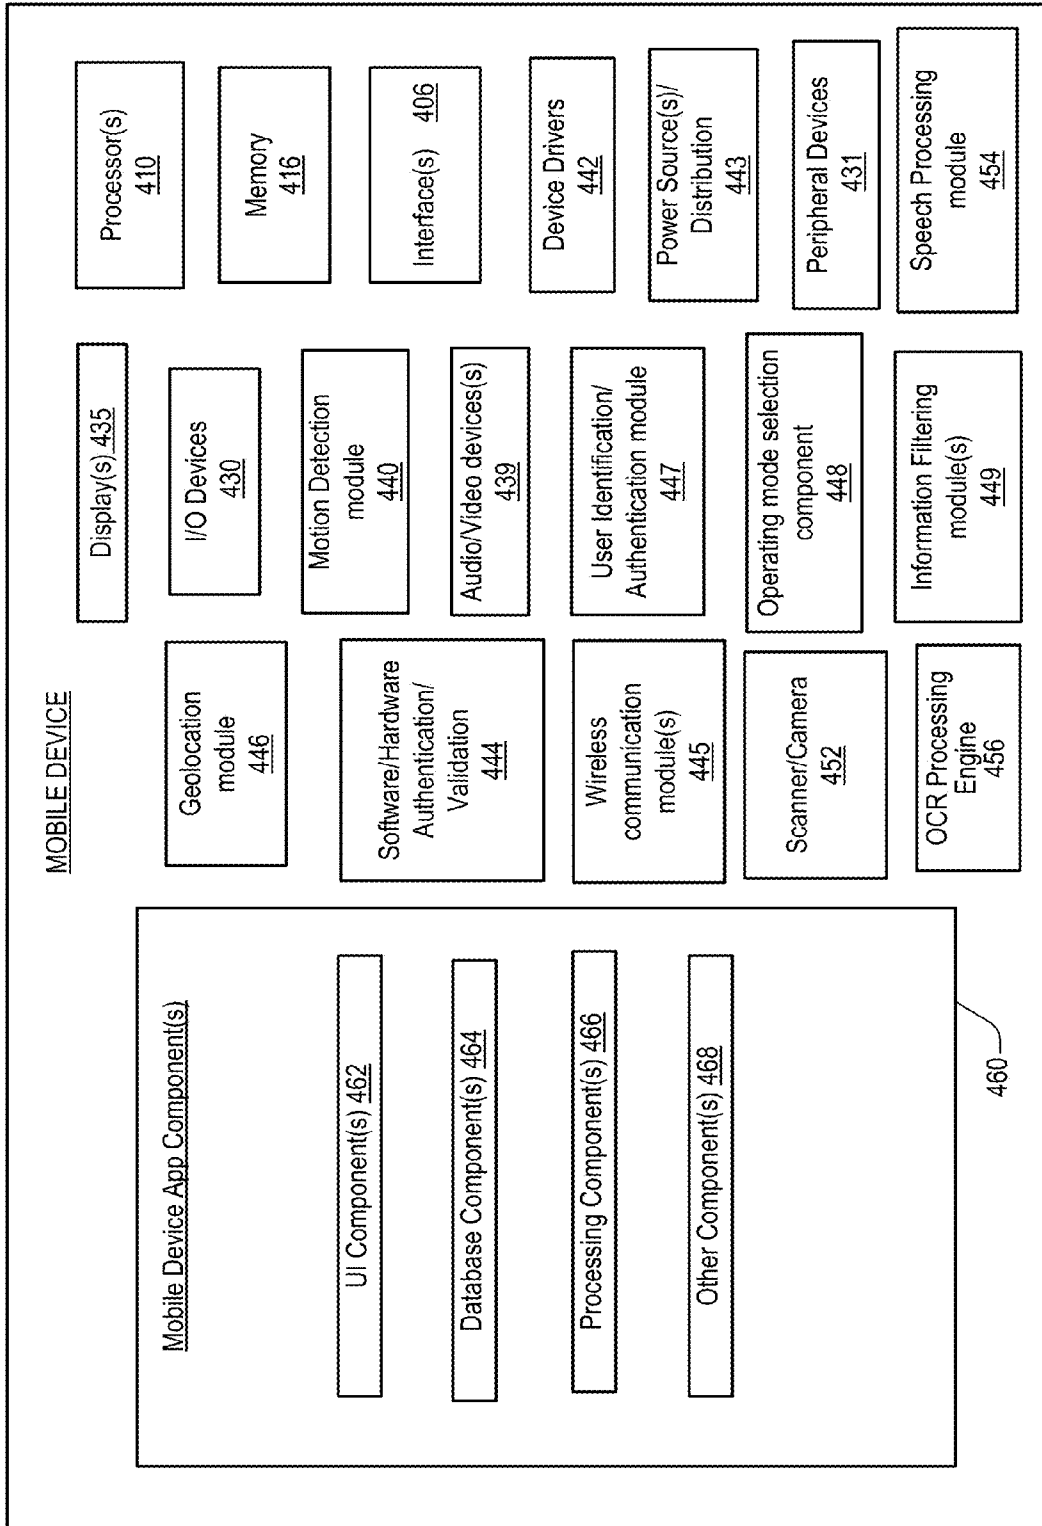 MOBILE DEVICE
Mobile Device App Component(s)
UI Component(s) 462
Database Component(s) 464
Processing Component(s) 466
Other Component(s) 468
460
Geolocation
module
446
Software/Hardware
Authentication/
Validation
444
Wireless
communication
module(s)
445
Scanner/Camera
452
OCR Processing
Engine
456
Display(s) 435
I/O Devices
430
Motion Detection
module
440
Audio/Video devices(s)
439
User Identification/
Authentication module
447
Operating mode selection
component
448
Information Filtering
module(s)
449
Processor(s)
410
Memory
416
Interface(s) 406
Device Drivers
442
Power Source(s)/
Distribution
443
Peripheral Devices
431
Speech Processing
module
454